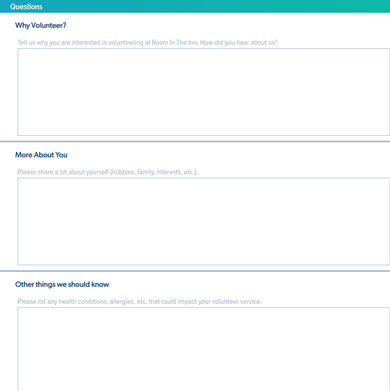 Questions
Why Volunteer?
Tell us why you are interested in volunteering at Room In The Inn. How did you hear about us?
More About You
Please share a bit about yourself (hobbies, family, interests, etc.).
Other things we should know
Please list any health conditions, allergies, etc. that could impact your volunteer service.